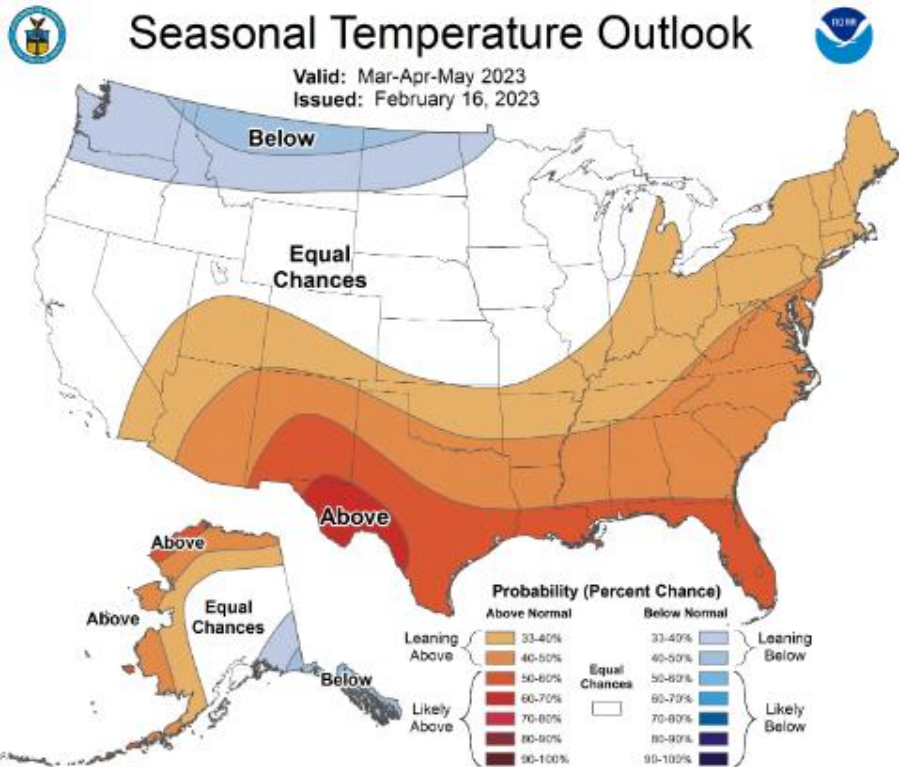 Seasonal Temperature Outlook
NOAA
Valid: Mar-Apr-May 2023
Issued: February 16, 2023
Below
Equal
Chances
Above
Above
Above
Equal
Chances
Below
Probability (Percent Chance)
Above Normal
Below Normal
Leaning
Above
33-40%
40-50%
Likely
Above
50-60%
60-70%
70-80%
80-90%
90-100%
Equal
Chances
33-40%
40-50%
Leaning
Below
50-60%
60-70%
70-80%
80-90%
90-100%
Likely
Below